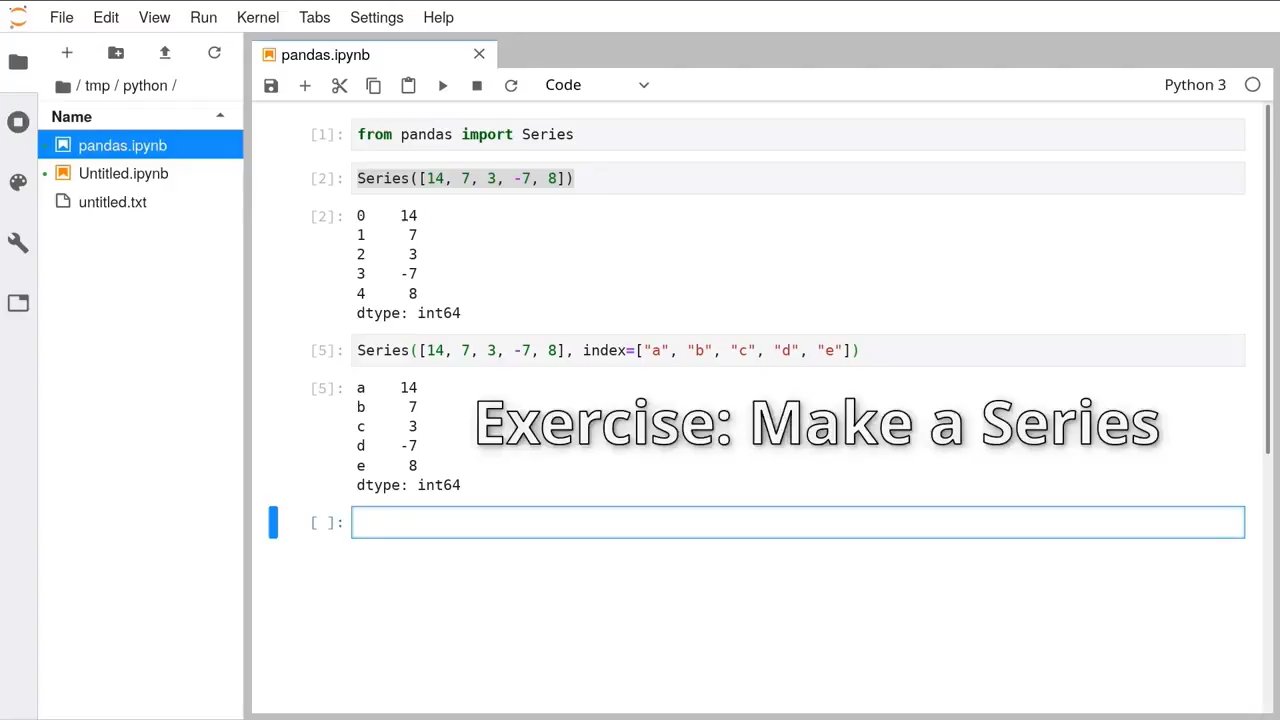 File Edit View Run Kernel Tabs Settings Help
pandas.ipynb
/ tmp / python /
Code
Python 3
Name
pandas.ipynb
Untitled.ipynb
untitled.txt
[1]: from pandas import Series
[2]: Series([14, 7, 3, -7, 8])
[2]: 0 14
1 7
2 3
3 -7
4 8
dtype: int64
[5]: Series([14, 7, 3, -7, 8], index=["a", "b", "c", "d", "e"])
[5]: a 14
b 7
c 3
d -7
e 8
dtype: int64
Exercise: Make a Series
[ ]: